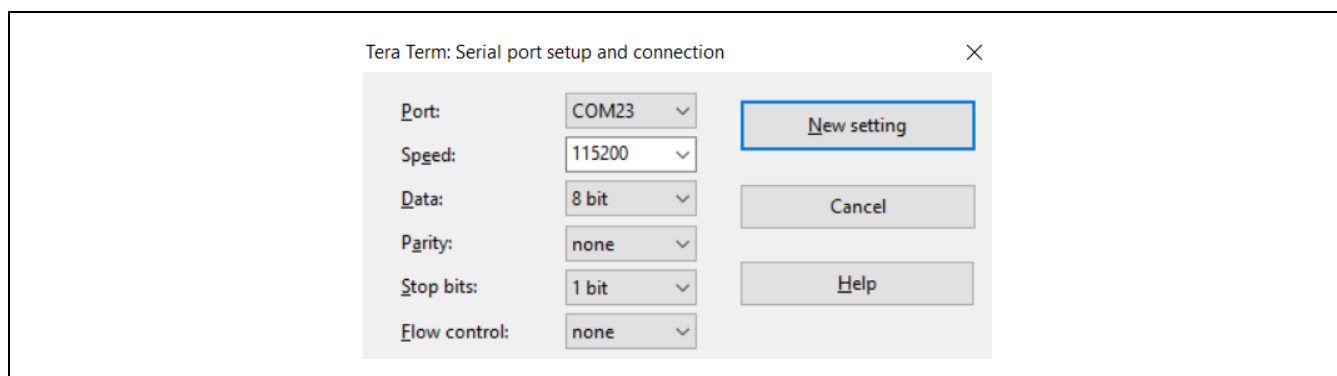 Tera Term: Serial port setup and connection
Port: COM23 New setting
Speed: 115200
Data: 8 bit Cancel
Parity: none
Stop bits: 1 bit Help
Flow control: none